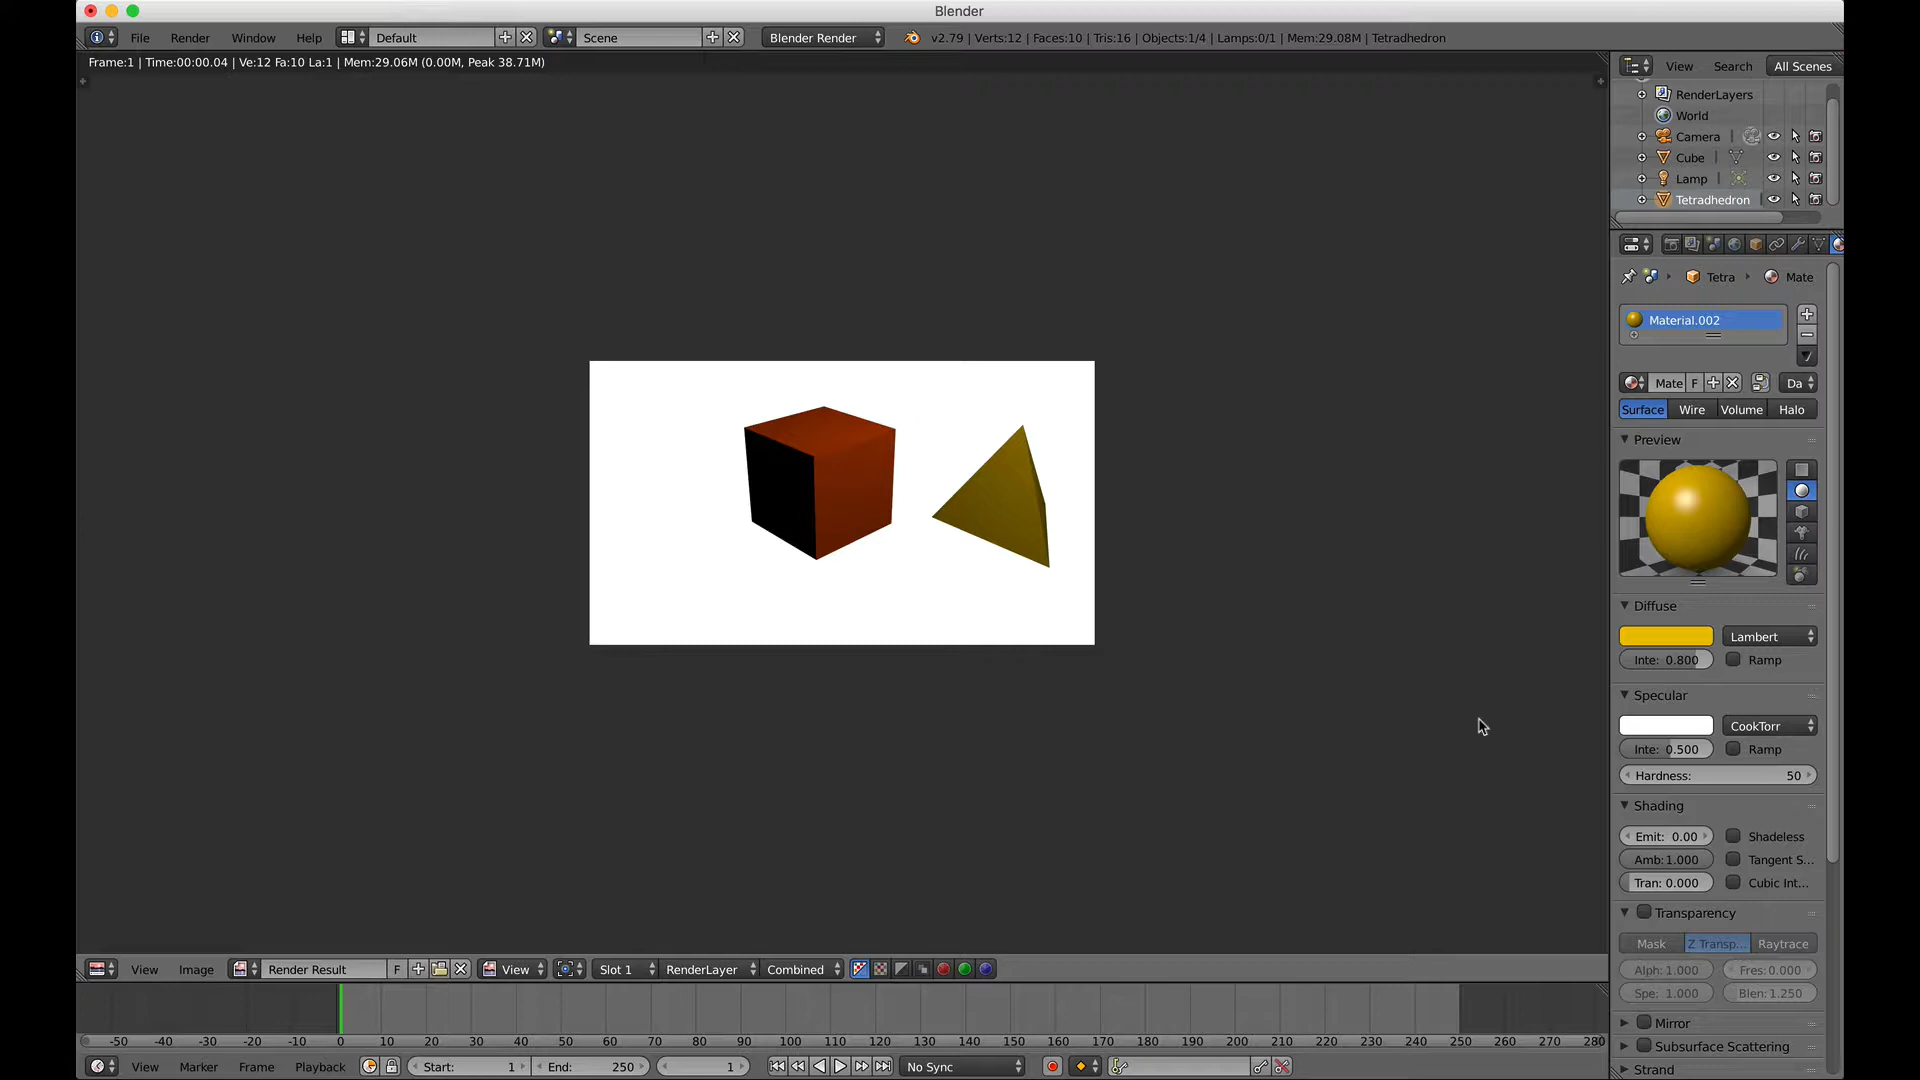 Blender
File Render Window Help Default Scene Blender Render v2.79 | Verts:12 | Faces:10 | Tris:16 | Objects:1/4 | Lamps:0/1 | Mem:29.08M | Tetradhedron
Frame:1 | Time:00:00.04 | Ve:12 Fa:10 La:1 | Mem:29.06M (0.00M, Peak 38.71M)
View Search All Scenes
RenderLayers
World
Camera
Cube
Lamp
Tetradhedron
Tetra Mate
Material.002
Mate F Da
Surface Wire Volume Halo
Preview
Diffuse
Lambert
Inte: 0.800 Ramp
Specular
CookTorr
Inte: 0.500 Ramp
Hardness: 50
Shading
Emit: 0.00 Shadeless
Amb:1.000 Tangent S...
Tran: 0.000 Cubic Int...
Transparency
Mask Z Transp... Raytrace
Alph: 1.000 Fres:0.000
Spe: 1.000 Blen:1.250
Mirror
Subsurface Scattering
Strand
View Image Render Result F View Slot 1 RenderLayer Combined
-50 -40 -30 -20 -10 0 10 20 30 40 50 60 70 80 90 100 110 120 130 140 150 160 170 180 190 200 210 220 230 240 250 260 270 280
View Marker Frame Playback Start: 1 End: 250 1 No Sync